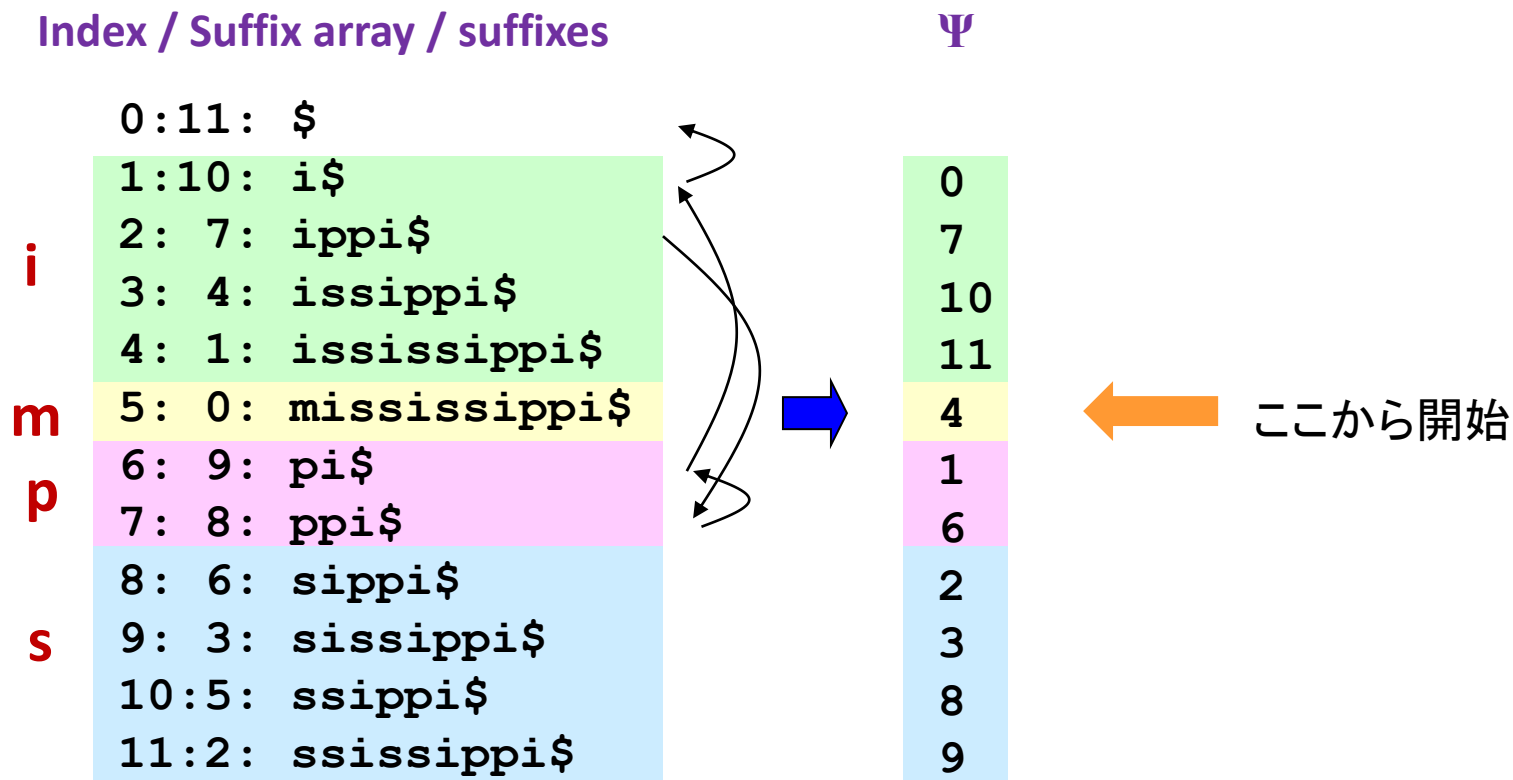 Index / Suffix array / suffixes Ψ
0:11: $
1:10: i$ 0
2: 7: ippi$ 7
i
3: 4: issippi$ 10
4: 1: ississippi$ 11
m 5: 0: mississippi$ 4 ここから開始
6: 9: pi$ 1
p
7: 8: ppi$ 6
8: 6: sippi$ 2
s 9: 3: sissippi$ 3
10:5: ssippi$ 8
11:2: ssissippi$ 9